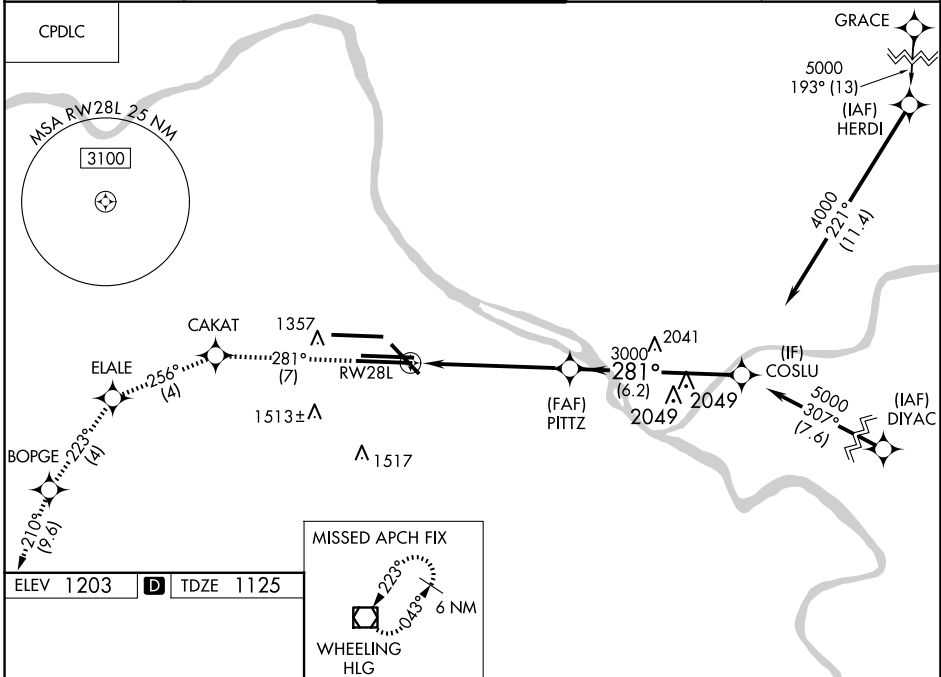 CPDLC
MSA RW28L 25 NM
3100
GRACE
5000
193° (13)
(IAF)
HERDI
4000
221°
(11.4)
CAKAT
1357
281°
(7)
RW28L
ELALE
256°
(4)
1513±
1517
BOPGE
223°
(4)
210°
(9.6)
3000
2041
281°
(6.2)
(FAF)
PITTZ
2049
2049
(IF)
COSLU
5000
307°
(7.6)
(IAF)
DIYAC
ELEV 1203 D TDZE 1125
MISSED APCH FIX
223°
043°
6 NM
WHEELING
HLG